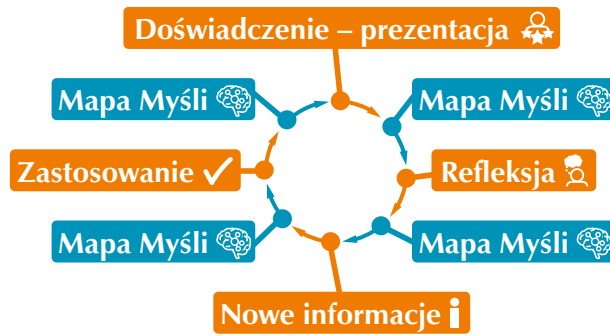 Doświadczenie – prezentacja
Mapa Myśli
Mapa Myśli
Zastosowanie
Refleksja
Mapa Myśli
Mapa Myśli
Nowe informacje